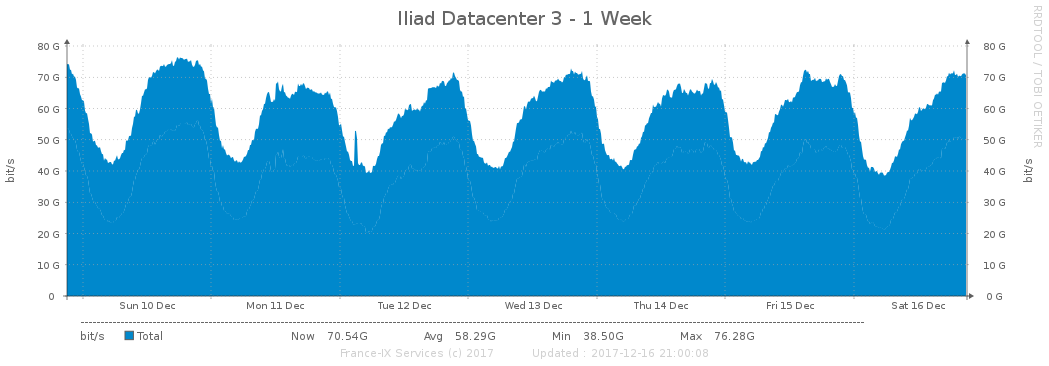 Iliad Datacenter 3 - 1 Week
RRDTOOL / TOBI OETIKER
80 G 80 G
70 G 70 G
60 G 60 G
50 G 50 G
40 G 40 G
30 G 30 G
20 G 20 G
10 G 10 G
0 0 G
bit/s bit/s
Sun 10 Dec Mon 11 Dec Tue 12 Dec Wed 13 Dec Thu 14 Dec Fri 15 Dec Sat 16 Dec
bit/s Total Now 70.54G Avg 58.29G Min 38.50G Max 76.28G
France-IX Services (c) 2017 Updated : 2017-12-16 21:00:08